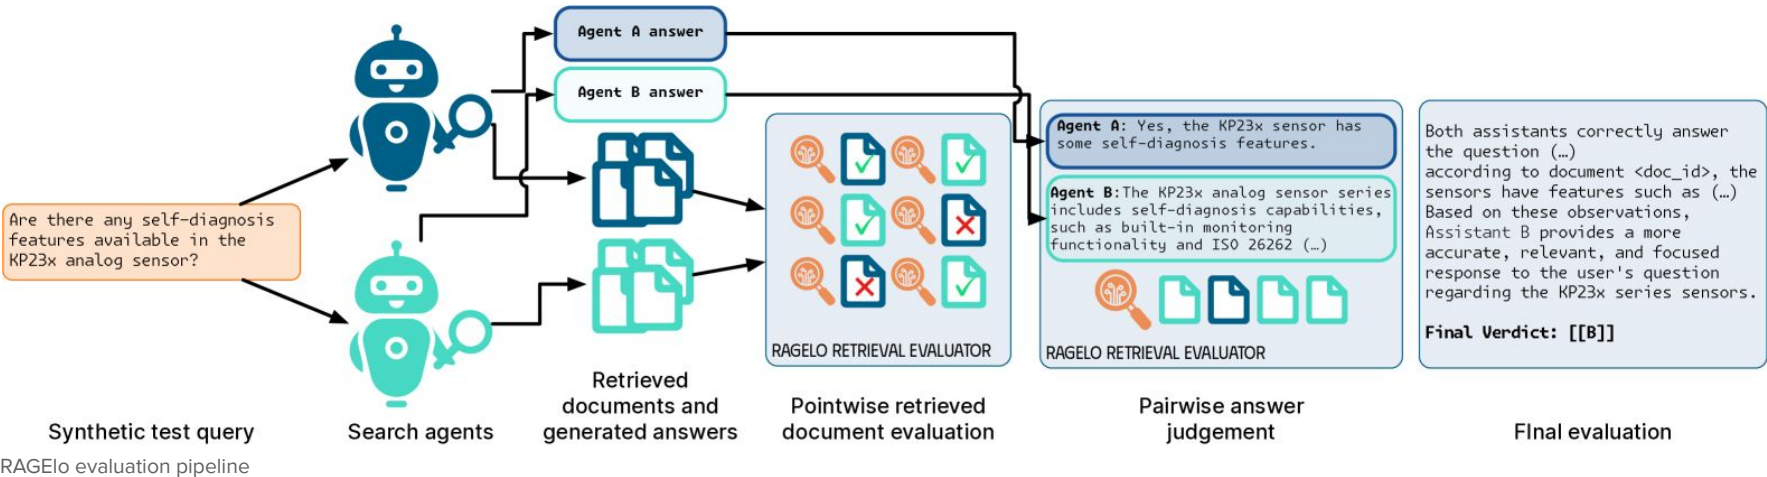 Are there any self-diagnosis
features available in the
KP23x analog sensor?
Synthetic test query
Search agents
Agent A answer
Agent B answer
Retrieved
documents and
generated answers
RAGELO RETRIEVAL EVALUATOR
Pointwise retrieved
document evaluation
Agent A: Yes, the KP23x sensor has
some self-diagnosis features.
Agent B:The KP23x analog sensor series
includes self-diagnosis capabilities,
such as built-in monitoring
functionality and ISO 26262 (…)
RAGELO RETRIEVAL EVALUATOR
Pairwise answer
judgement
Both assistants correctly answer
the question (…)
according to document <doc_id>, the
sensors have features such as (…)
Based on these observations,
Assistant B provides a more
accurate, relevant, and focused
response to the user's question
regarding the KP23x series sensors.
Final Verdict: [[B]]
FInal evaluation
RAGElo evaluation pipeline